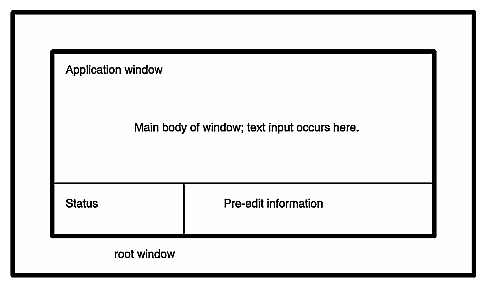 Application window
Main body of window; text input occurs here.
Status
Pre-edit information
root window